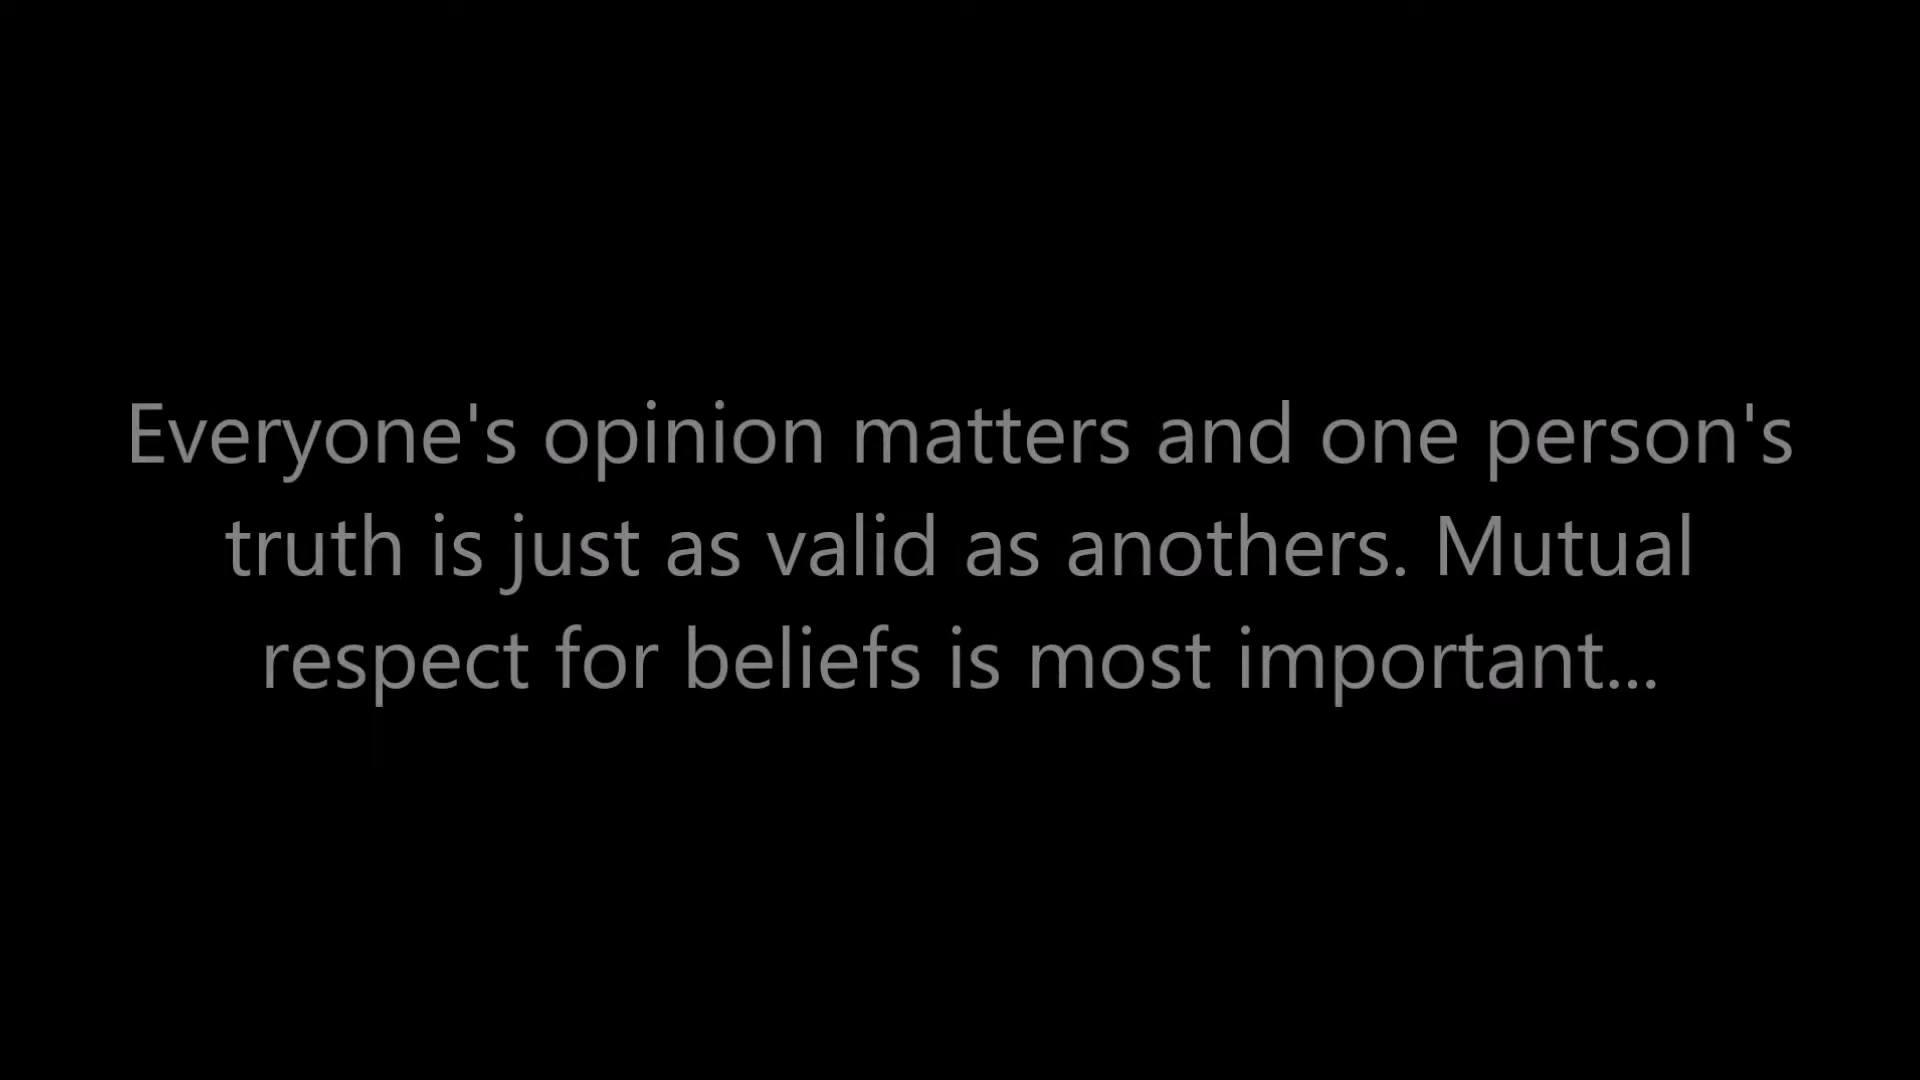 Everyone's opinion matters and one person's
truth is just as valid as anothers. Mutual
respect for beliefs is most important...